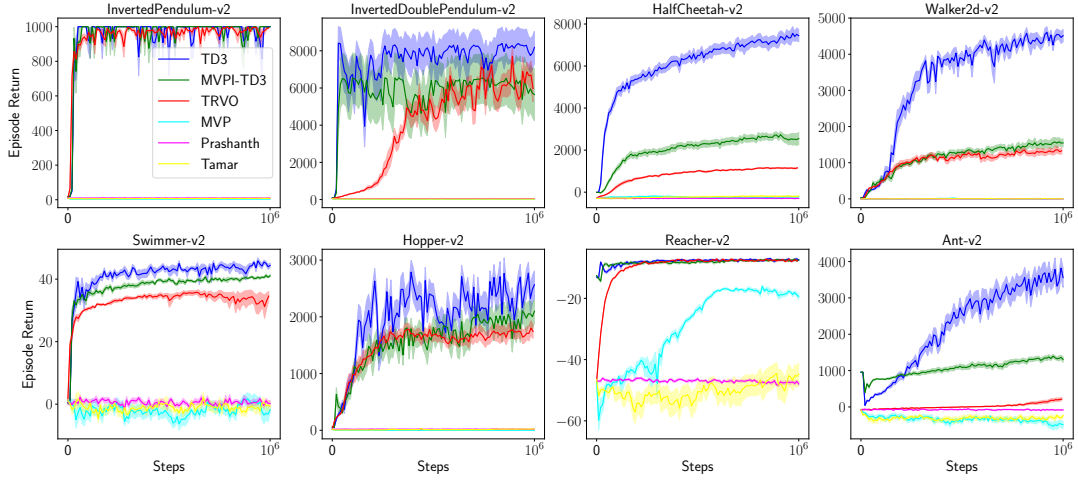 InvertedPendulum-v2
InvertedDoublePendulum-v2
HalfCheetah-v2
Walker2d-v2
Episode Return
1000
800
600
400
200
0
TD3
MVPI-TD3
TRVO
MVP
Prashanth
Tamar
0
10^6
8000
6000
4000
2000
0
0
10^6
8000
6000
4000
2000
0
0
10^6
5000
4000
3000
2000
1000
0
0
10^6
Swimmer-v2
Hopper-v2
Reacher-v2
Ant-v2
Episode Return
40
20
0
0
10^6
Steps
3000
2000
1000
0
0
10^6
Steps
−20
−40
−60
0
10^6
Steps
4000
3000
2000
1000
0
0
10^6
Steps